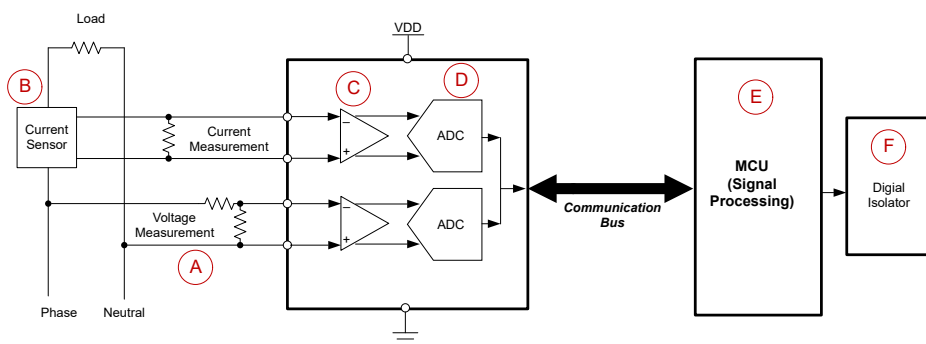 Load
VDD
B
C
D
E
F
Current
Sensor
Current
Measurement
–
+
ADC
Voltage
Measurement
–
+
ADC
A
Phase
Neutral
Communication
Bus
MCU
(Signal
Processing)
Digial
Isolator